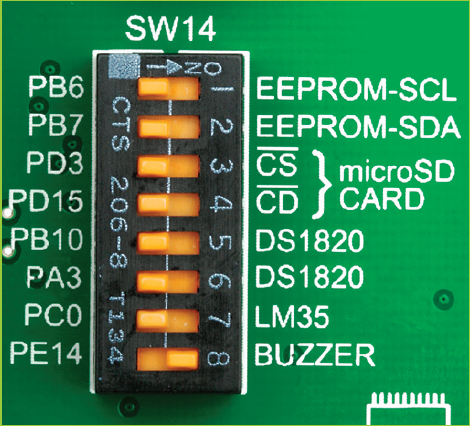 SW14
ON
PB6 1 EEPROM-SCL
PB7 2 EEPROM-SDA
PD3 3 CS
PD15 4 CD
microSD
CARD
PB10 5 DS1820
PA3 6 DS1820
PC0 7 LM35
PE14 8 BUZZER
CTS 206-8 T134